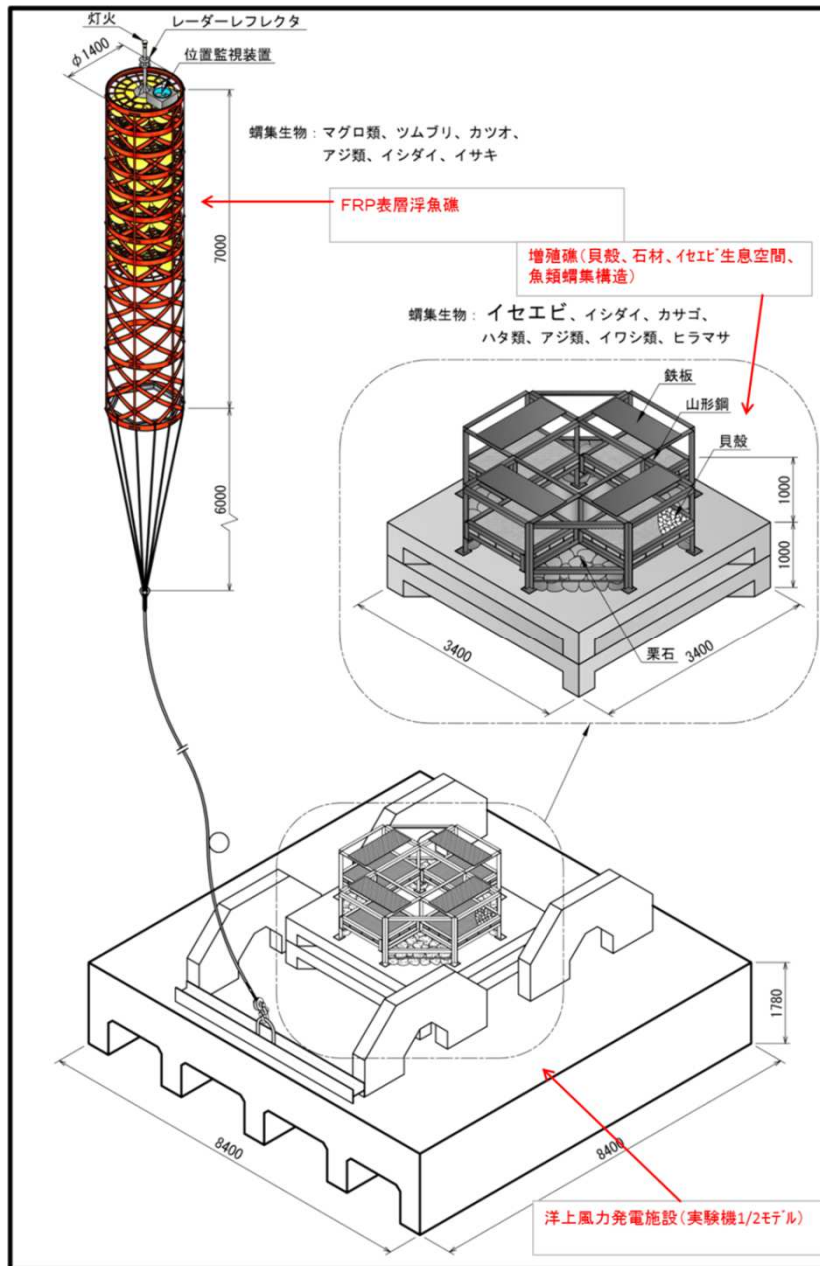 灯火
レーダーレフレクタ
φ1400
位置監視装置
蝟集生物：マグロ類、ツムブリ、カツオ、
アジ類、イシダイ、イサキ
FRP表層浮魚礁
7000
増殖礁(貝殻、石材、ｲｾｴﾋﾞ生息空間、
魚類蝟集構造)
蝟集生物：イセエビ、イシダイ、カサゴ、
ハタ類、アジ類、イワシ類、ヒラマサ
鉄板
山形鋼
貝殻
6000
1000
1000
3400
栗石
3400
1780
8400
8400
洋上風力発電施設(実験機1/2ﾓﾃﾞﾙ)